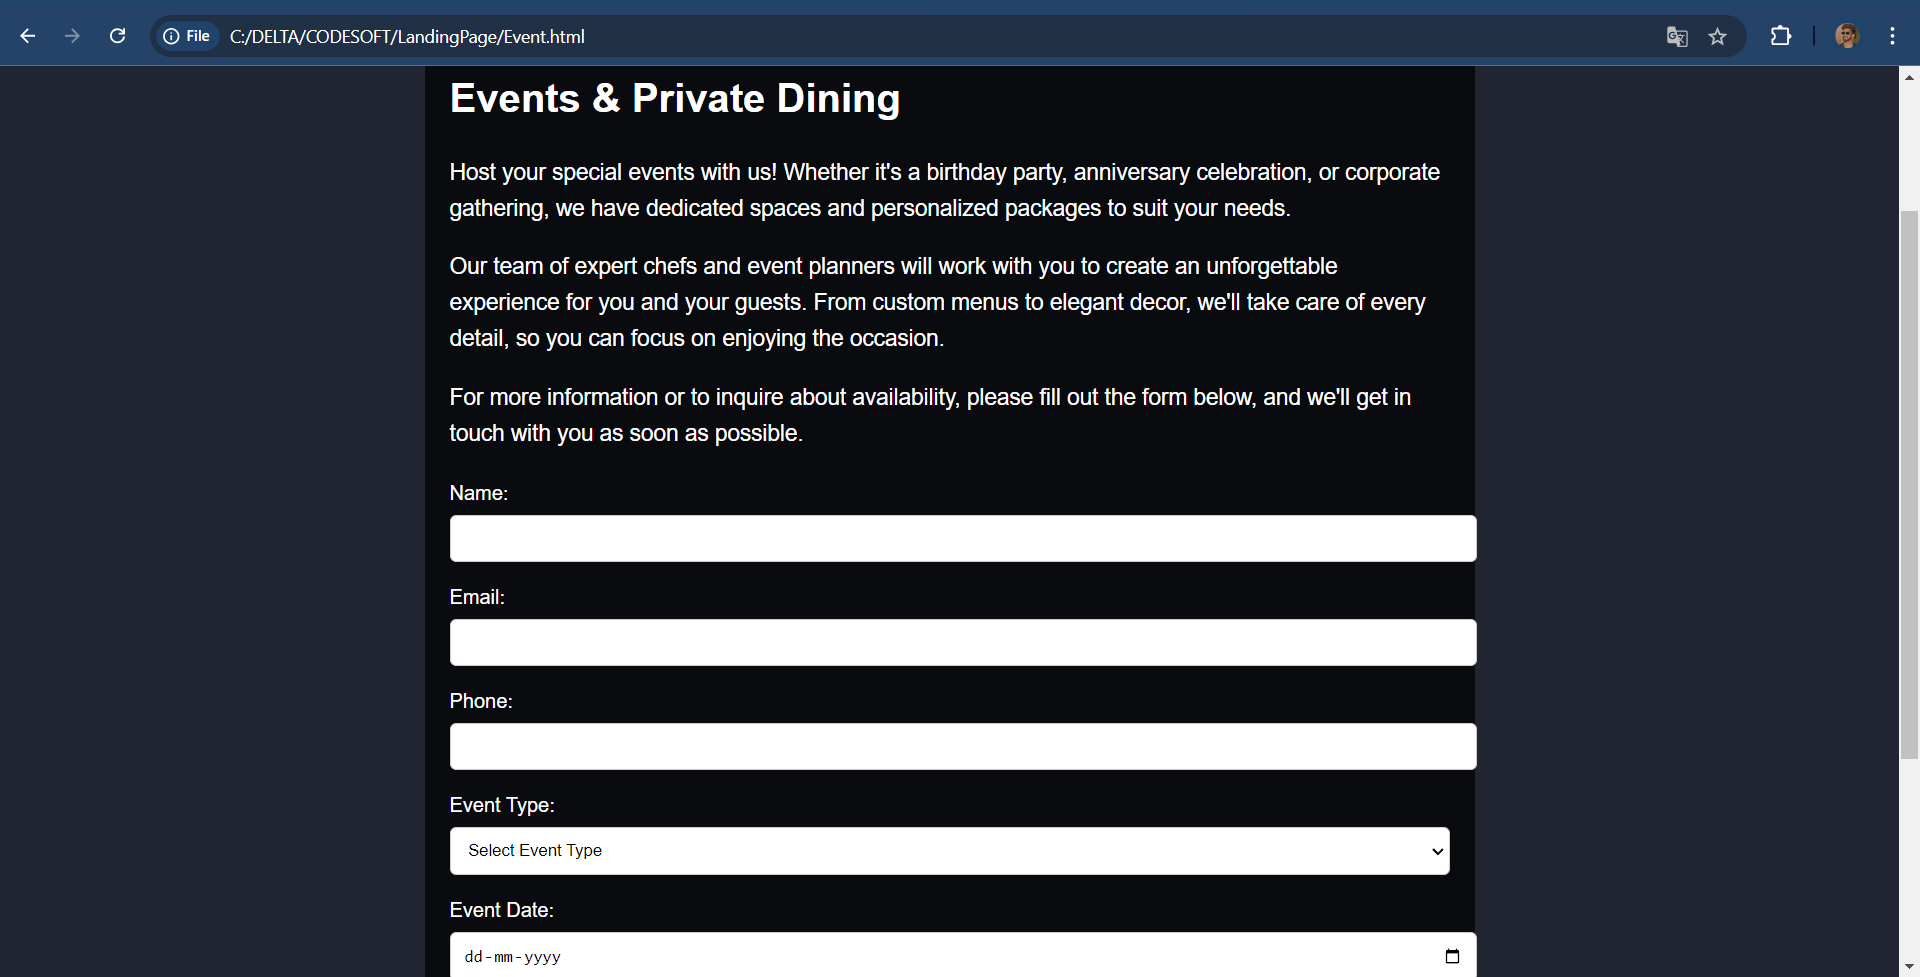 File C:/DELTA/CODESOFT/LandingPage/Event.html
Events & Private Dining
Host your special events with us! Whether it's a birthday party, anniversary celebration, or corporate
gathering, we have dedicated spaces and personalized packages to suit your needs.
Our team of expert chefs and event planners will work with you to create an unforgettable
experience for you and your guests. From custom menus to elegant decor, we'll take care of every
detail, so you can focus on enjoying the occasion.
For more information or to inquire about availability, please fill out the form below, and we'll get in
touch with you as soon as possible.
Name:
Email:
Phone:
Event Type:
Select Event Type
Event Date:
dd-mm-yyyy